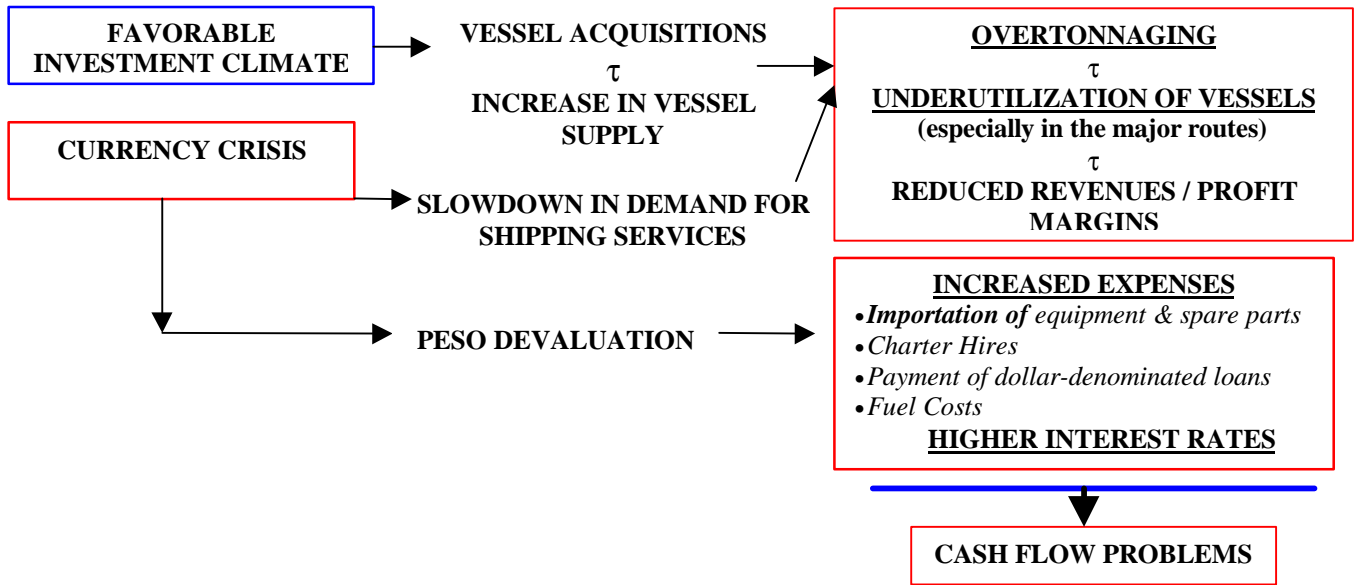 FAVORABLE
INVESTMENT CLIMATE
VESSEL ACQUISITIONS
τ
INCREASE IN VESSEL
SUPPLY
OVERTONNAGING
τ
UNDERUTILIZATION OF VESSELS
(especially in the major routes)
τ
REDUCED REVENUES / PROFIT
MARGINS
CURRENCY CRISIS
SLOWDOWN IN DEMAND FOR
SHIPPING SERVICES
PESO DEVALUATION
INCREASED EXPENSES
•Importation of equipment & spare parts
•Charter Hires
•Payment of dollar-denominated loans
•Fuel Costs
HIGHER INTEREST RATES
CASH FLOW PROBLEMS